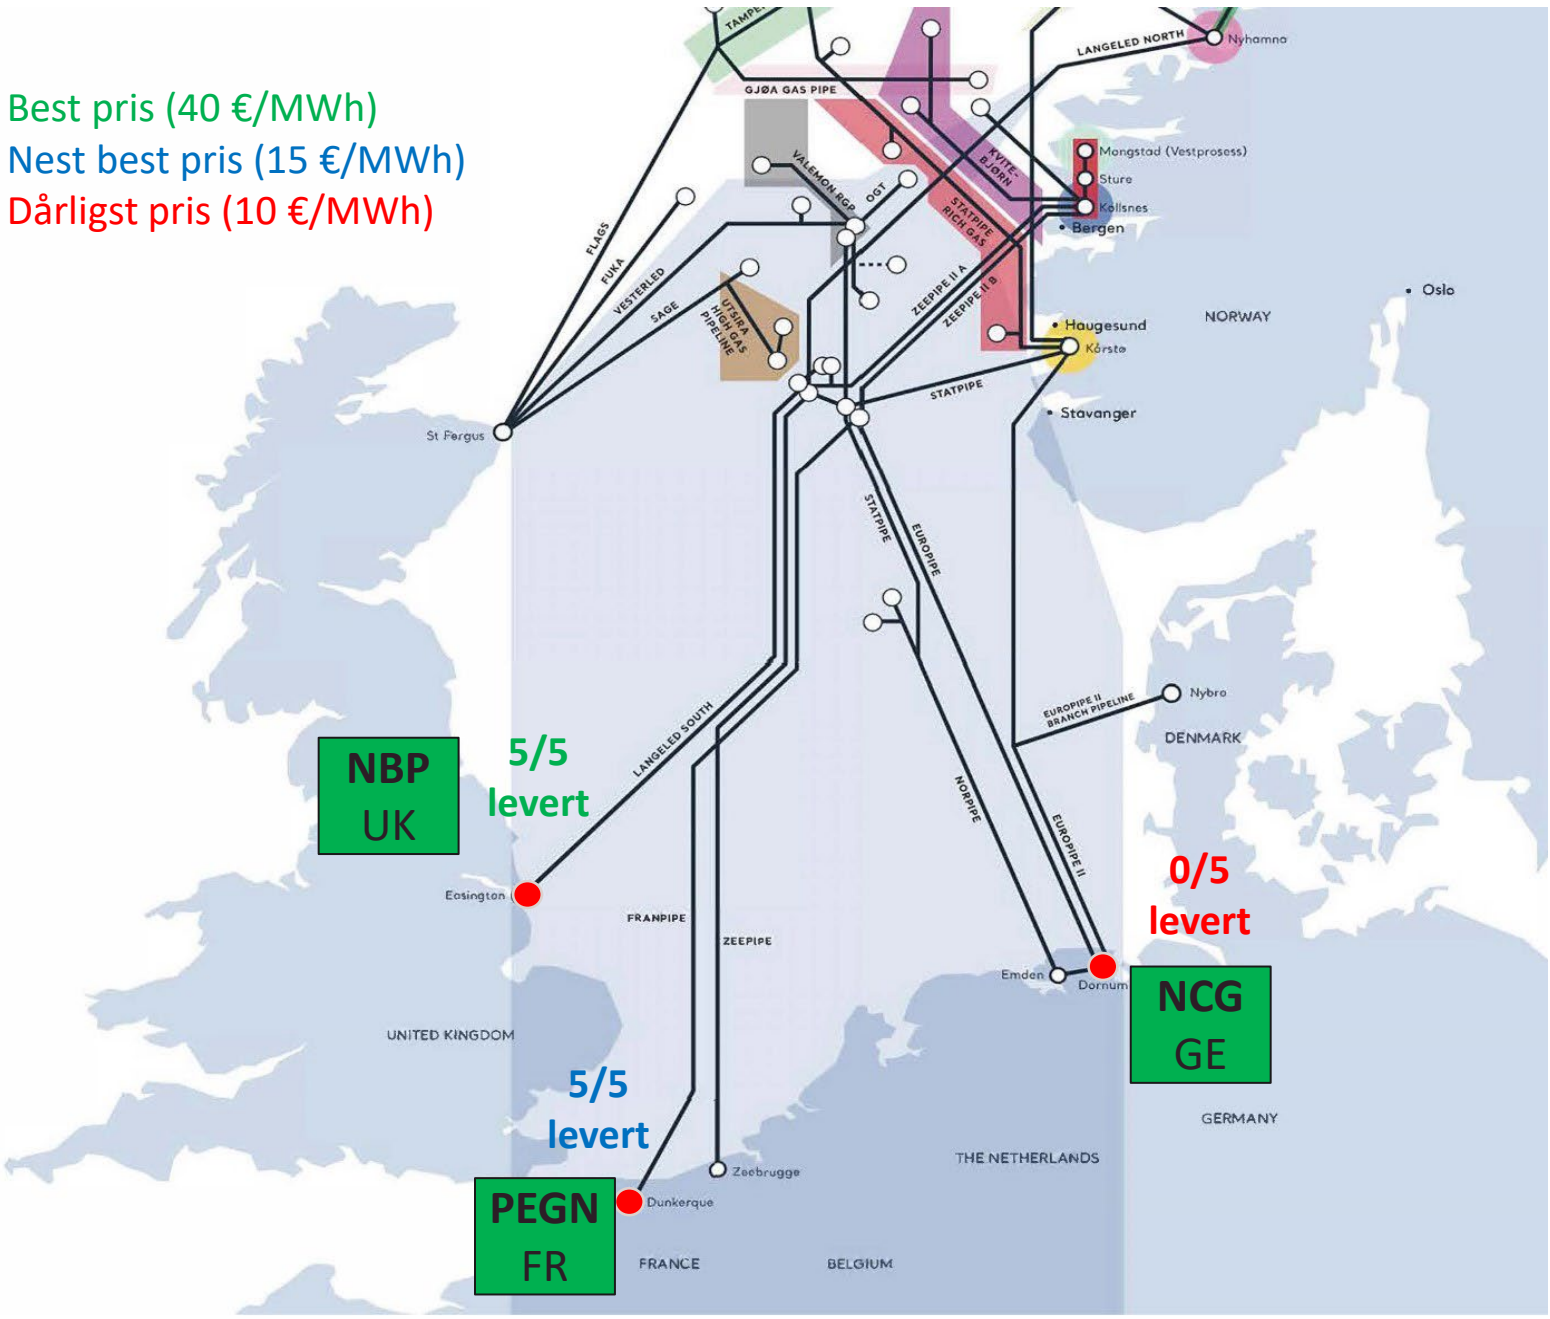 TAMPE
LANGELED NORTH
Nyhamna
GJØA GAS PIPE
Best pris (40 €/MWh)
Nest best pris (15 €/MWh)
Dårligst pris (10 €/MWh)
VALEMON RGP
OGT
KVITE-
BJØRN
Mongstad (Vestprosess)
Sture
Kollsnes
Bergen
STATPIPE
RICH GAS
FLAGS
FUKA
VESTERLED
SAGE
UTSIRA
HIGH GAS
PIPELINE
ZEEPIPE II A
ZEEPIPE II B
Oslo
NORWAY
Haugesund
Kårstø
STATPIPE
Stavanger
St Fergus
STATPIPE
EUROPIPE
EUROPIPE II
BRANCH PIPELINE
Nybro
DENMARK
LANGELED SOUTH
NBP
UK
5/5
levert
NORPIPE
EUROPIPE II
0/5
levert
Easington
FRANPIPE
ZEEPIPE
Emden
Dornum
NCG
GE
UNITED KINGDOM
5/5
levert
GERMANY
THE NETHERLANDS
Zeebrugge
PEGN
FR
Dunkerque
FRANCE
BELGIUM